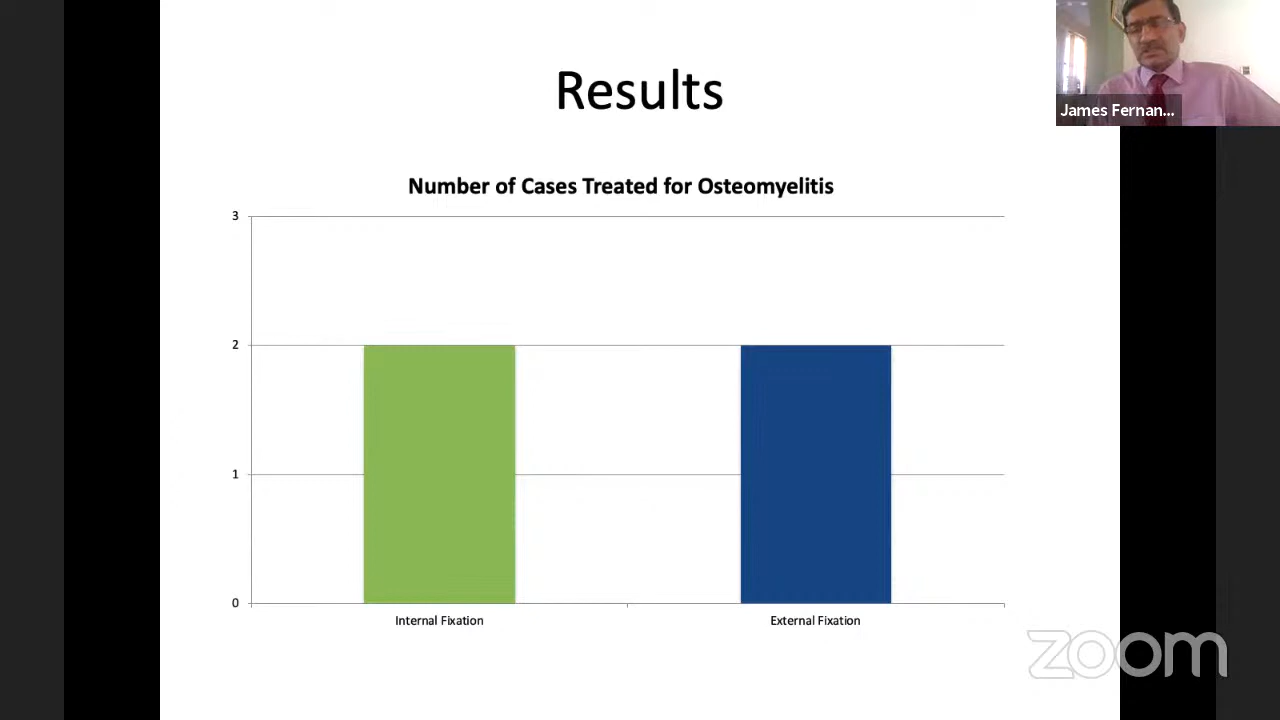 Results
James Fernan...
Number of Cases Treated for Osteomyelitis
3
2
1
0
Internal Fixation
External Fixation
zoom